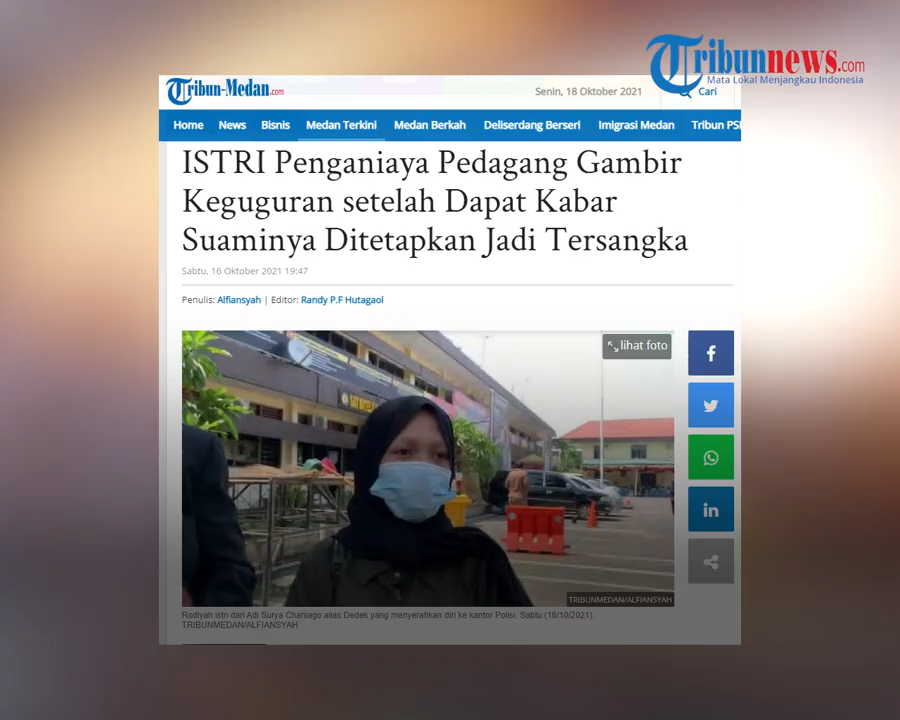 Tribunnews.com
Mata Lokal Menjangkau Indonesia
Tribun-Medan.com
Senin, 18 Oktober 2021
Cari
Home News Bisnis Medan Terkini Medan Berkah Deliserdang Berseri Imigrasi Medan Tribun PSM
ISTRI Penganiaya Pedagang Gambir
Keguguran setelah Dapat Kabar
Suaminya Ditetapkan Jadi Tersangka
Sabtu, 16 Oktober 2021 19:47
Penulis: Alfiansyah | Editor: Randy P.F Hutagaol
lihat foto
TRIBUNMEDAN/ALFIANSYAH
Rodiyah istri dari Adi Surya Chaniago alias Dedek yang menyerahkan diri ke kantor Polisi, Sabtu (16/10/2021).
TRIBUNMEDAN/ALFIANSYAH